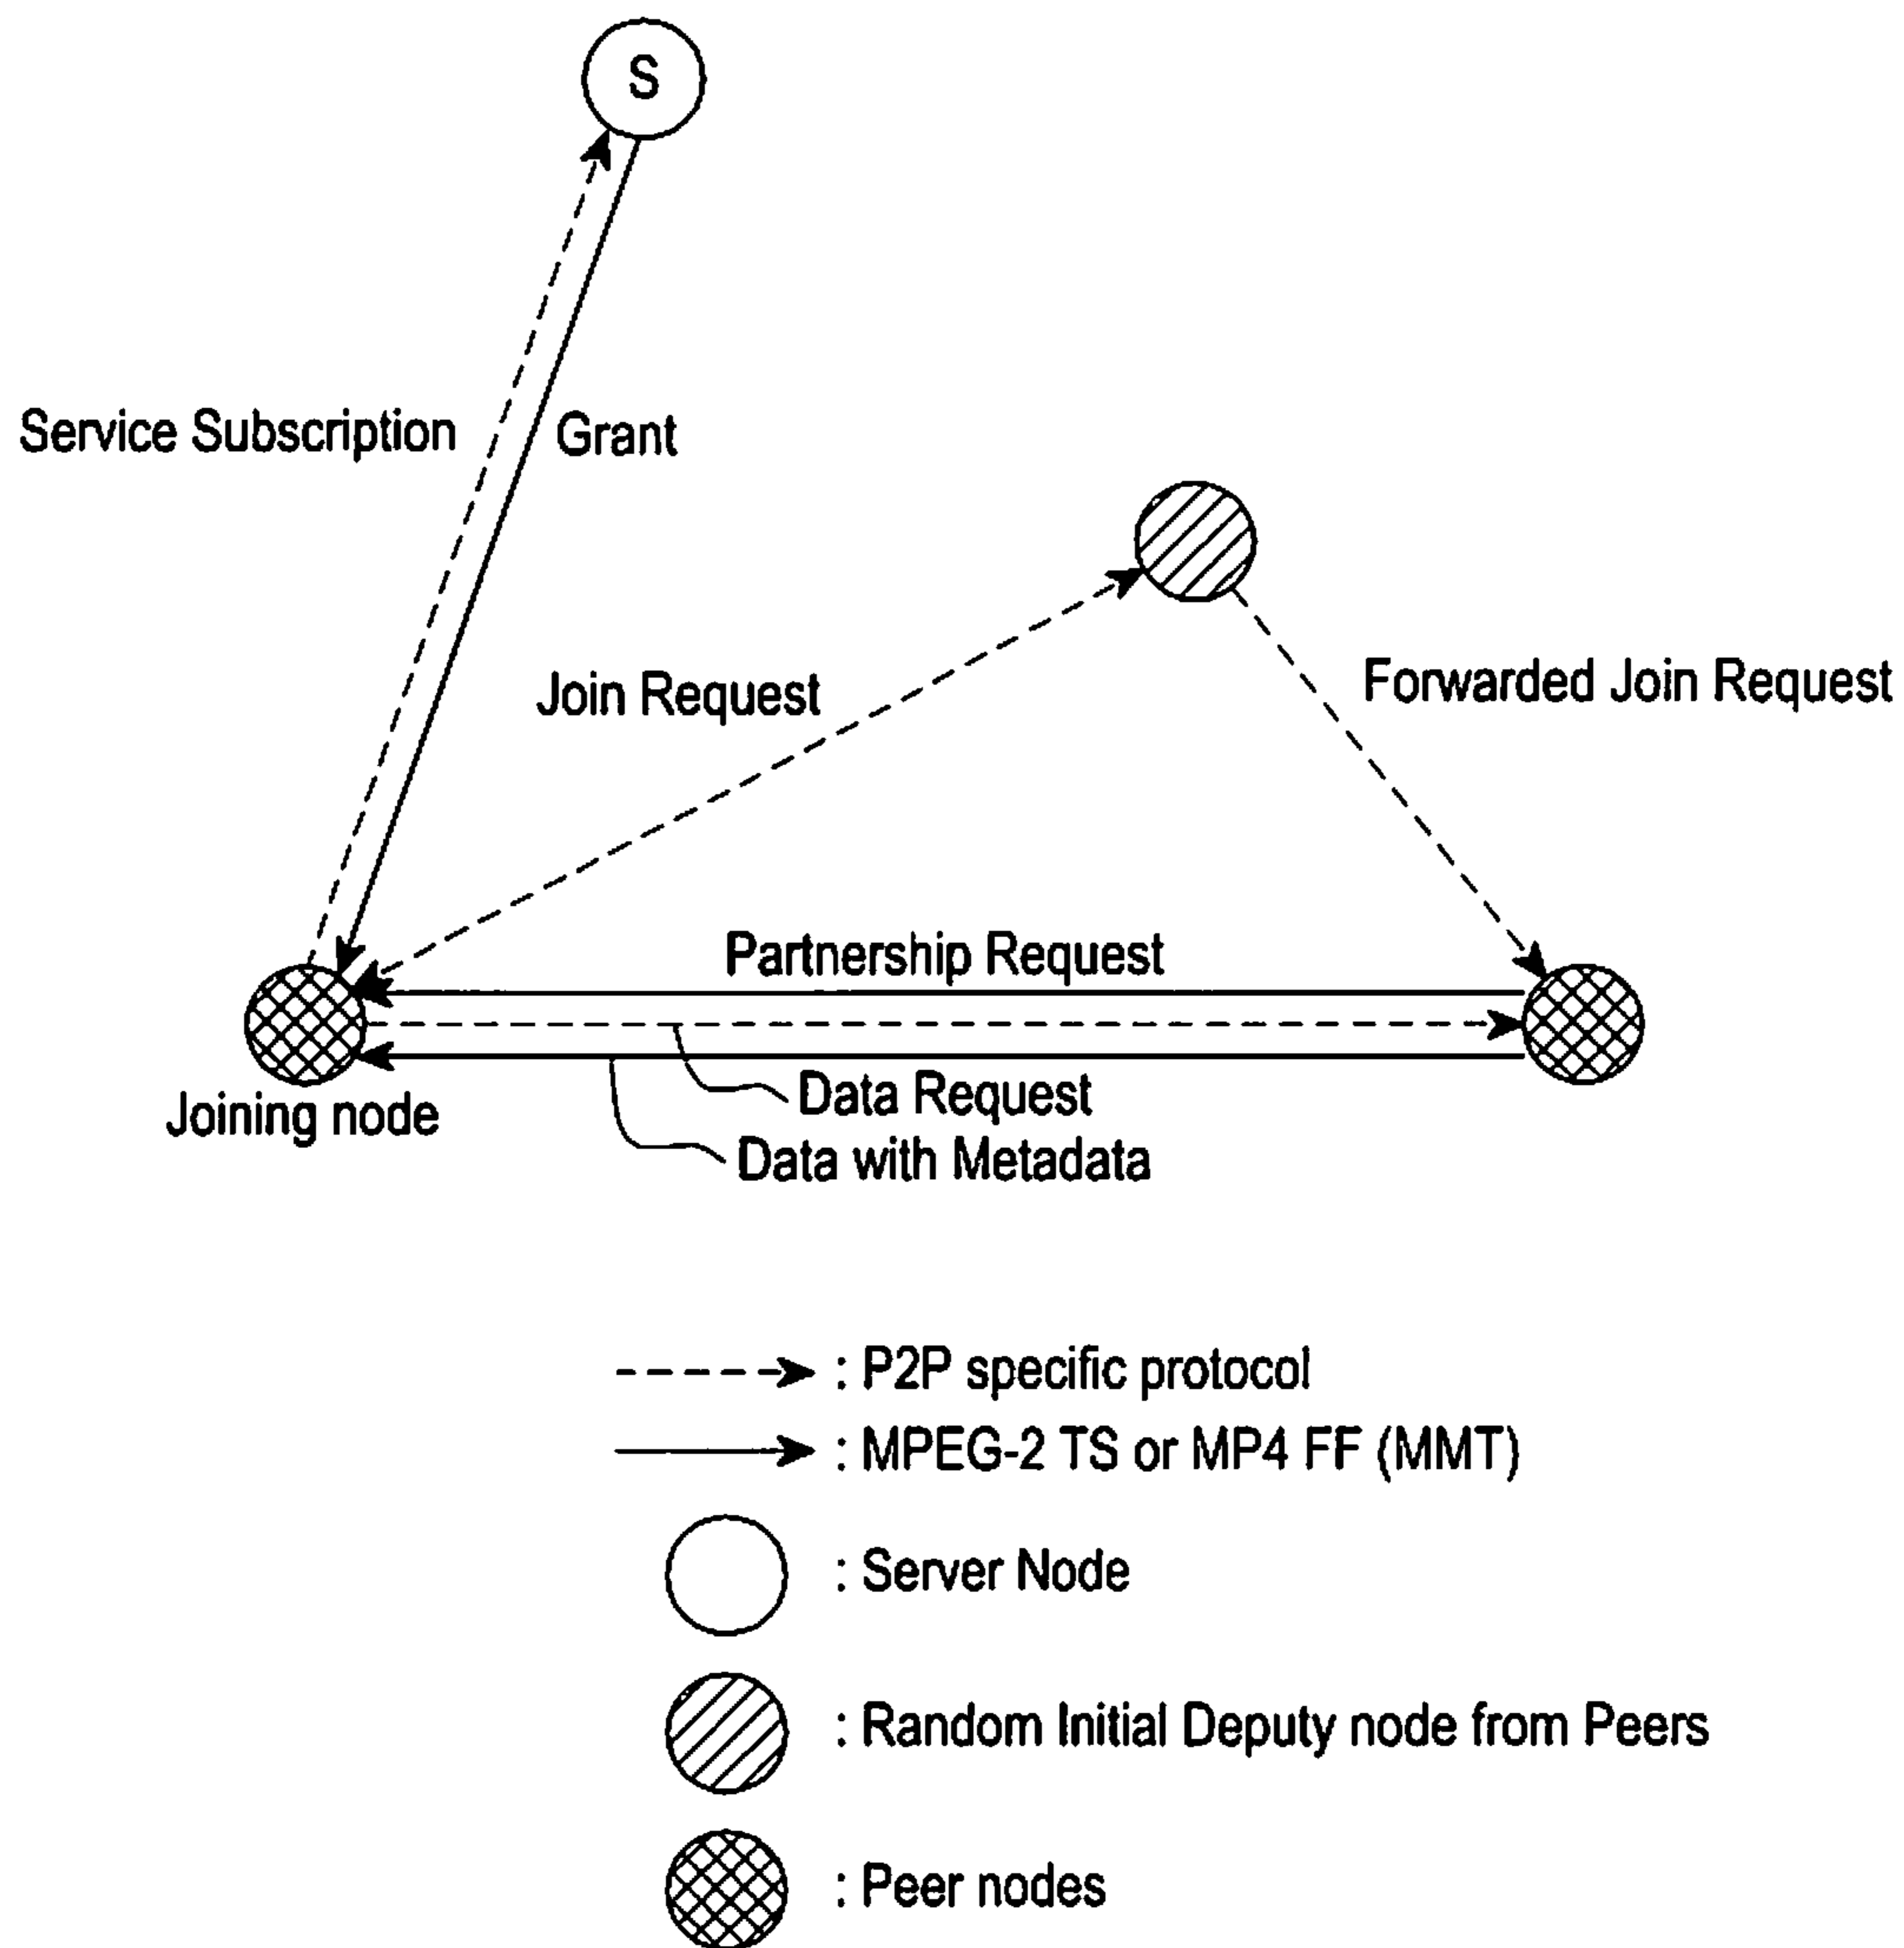 S
Service Subscription
Grant
Join Request
Forwarded Join Request
Partnership Request
Data Request
Joining node
Data with Metadata
: P2P specific protocol
: MPEG-2 TS or MP4 FF (MMT)
: Server Node
: Random Initial Deputy node from Peers
: Peer nodes